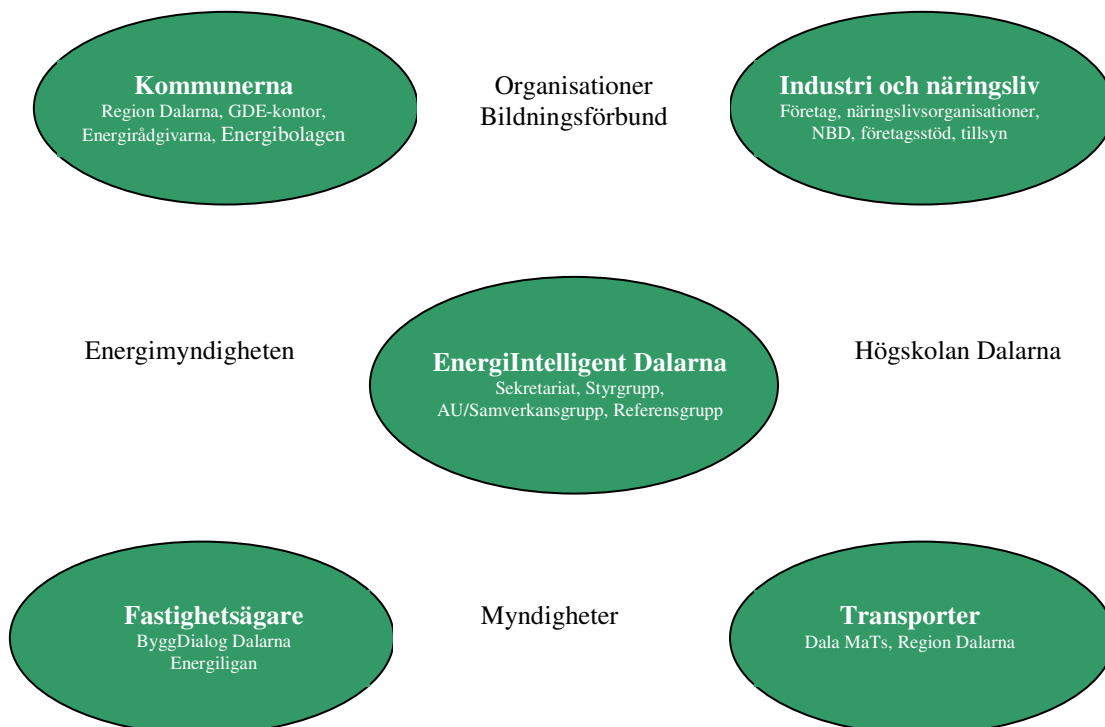 Kommunerna
Region Dalarna, GDE-kontor,
Energirådgivarna, Energibolagen
Organisationer
Bildningsförbund
Industri och näringsliv
Företag, näringslivsorganisationer,
NBD, företagsstöd, tillsyn
Energimyndigheten
EnergiIntelligent Dalarna
Sekretariat, Styrgrupp,
AU/Samverkansgrupp, Referensgrupp
Högskolan Dalarna
Fastighetsägare
ByggDialog Dalarna
Energiligan
Myndigheter
Transporter
Dala MaTs, Region Dalarna